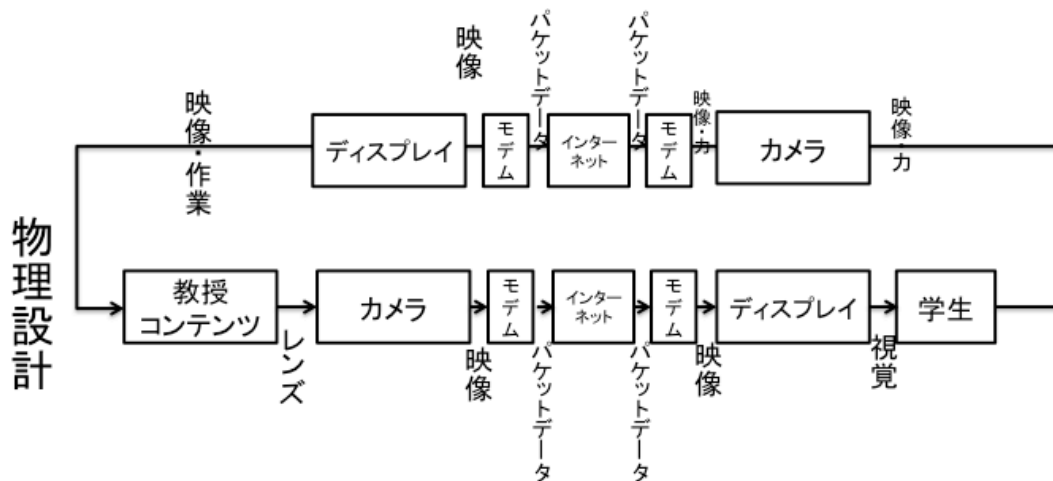 物理設計
映像・作業
ディスプレイ
映像
モデム
パケットデータ
インター
ネット
パケットデータ
モデム
映像・力
カメラ
映像・力
教授
コンテンツ
レンズ
カメラ
映像
モデム
パケットデータ
インター
ネット
パケットデータ
モデム
映像
ディスプレイ
視覚
学生